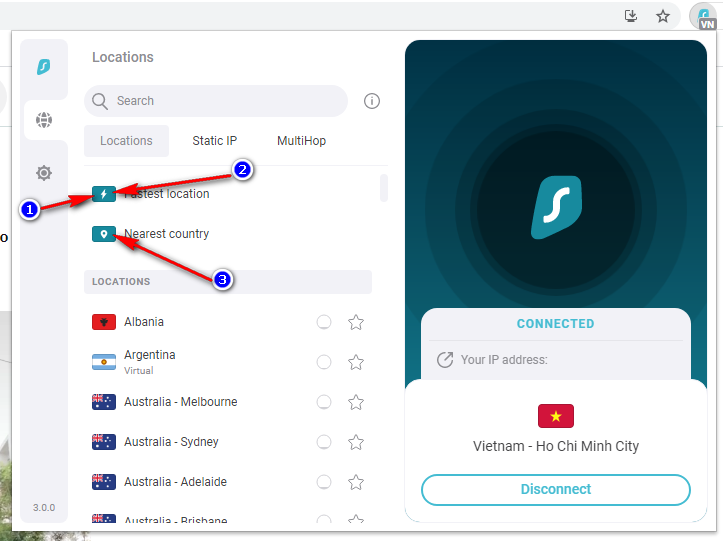 VN
Locations
Search
Locations
Static IP
MultiHop
1
2
Fastest location
Nearest country
3
LOCATIONS
Albania
Argentina
Virtual
Australia - Melbourne
Australia - Sydney
Australia - Adelaide
Australia - Brisbane
3.0.0
CONNECTED
Your IP address:
Vietnam - Ho Chi Minh City
Disconnect
o